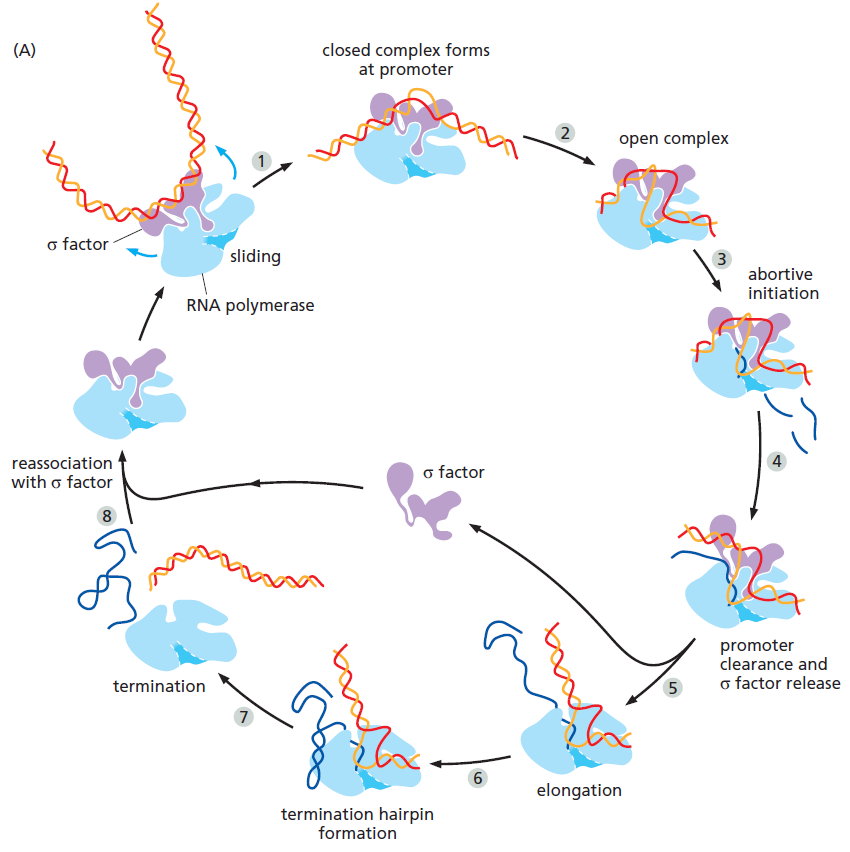 (A)
closed complex forms
at promoter
1
2
open complex
σ factor
sliding
RNA polymerase
3
abortive
initiation
4
reassociation
with σ factor
σ factor
8
promoter
clearance and
σ factor release
5
termination
7
6
elongation
termination hairpin
formation